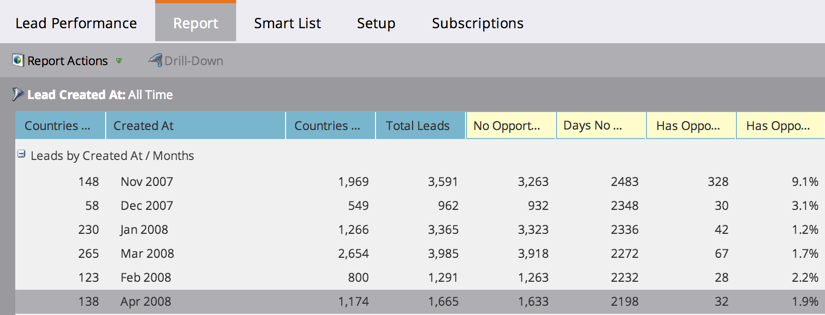 Lead Performance Report Smart List Setup Subscriptions
Report Actions Drill-Down
Lead Created At: All Time
Countries ... Created At Countries ... Total Leads No Opport... Days No ... Has Oppo... Has Oppo...
Leads by Created At / Months
148 Nov 2007 1,969 3,591 3,263 2483 328 9.1%
58 Dec 2007 549 962 932 2348 30 3.1%
230 Jan 2008 1,266 3,365 3,323 2336 42 1.2%
265 Mar 2008 2,654 3,985 3,918 2272 67 1.7%
123 Feb 2008 800 1,291 1,263 2232 28 2.2%
138 Apr 2008 1,174 1,665 1,633 2198 32 1.9%